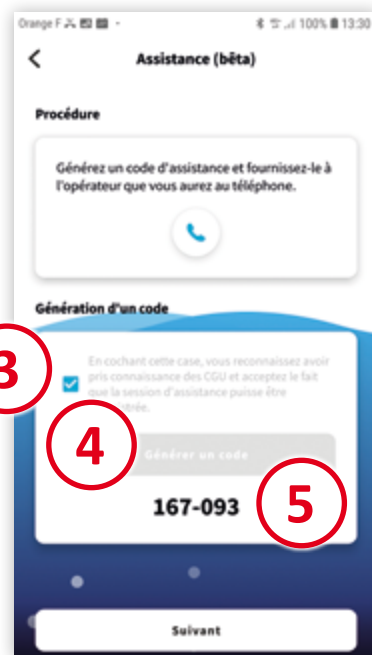 Orange F
100% 13:30
Assistance (bêta)
Procédure
Générez un code d'assistance et fournissez-le à
l'opérateur que vous aurez au téléphone.
Génération d'un code
En cochant cette case, vous reconnaissez avoir
pris connaissance des CGU et acceptez le fait
que la session d'assistance puisse être
3
4
Générer un code
167-093
5
Suivant